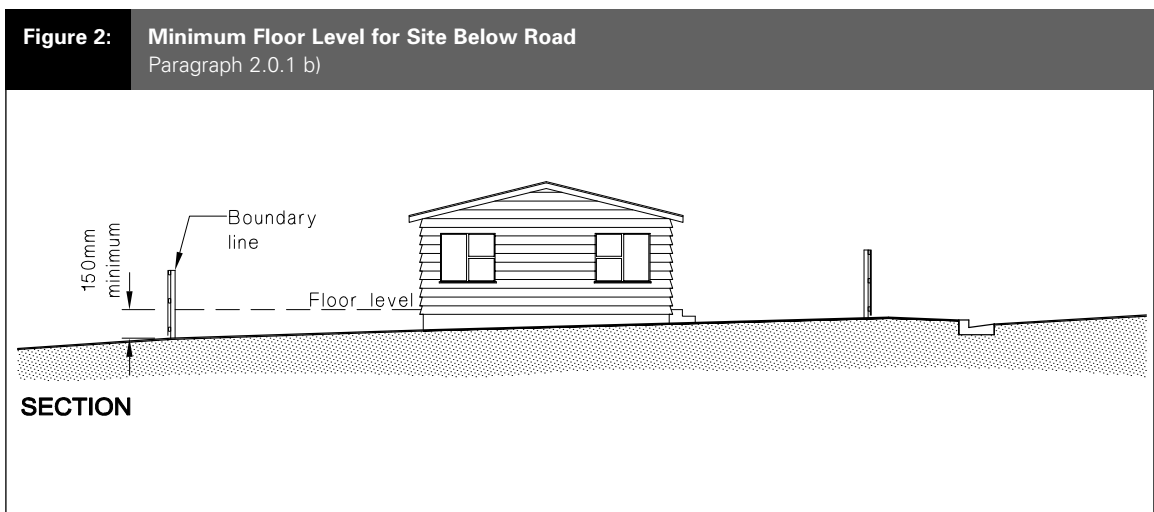 Figure 2:
Minimum Floor Level for Site Below Road
Paragraph 2.0.1 b)
Boundary
line
150mm
minimum
Floor level
SECTION